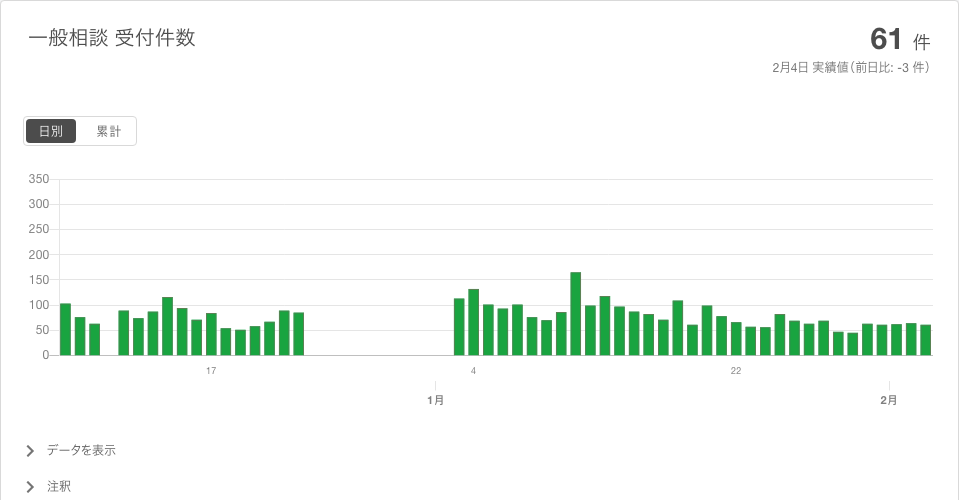 一般相談 受付件数
61 件
2月4日 実績値（前日比: -3 件）
日別 累計
350
300
250
200
150
100
50
0
17 4 22
1月 2月
データを表示
注釈